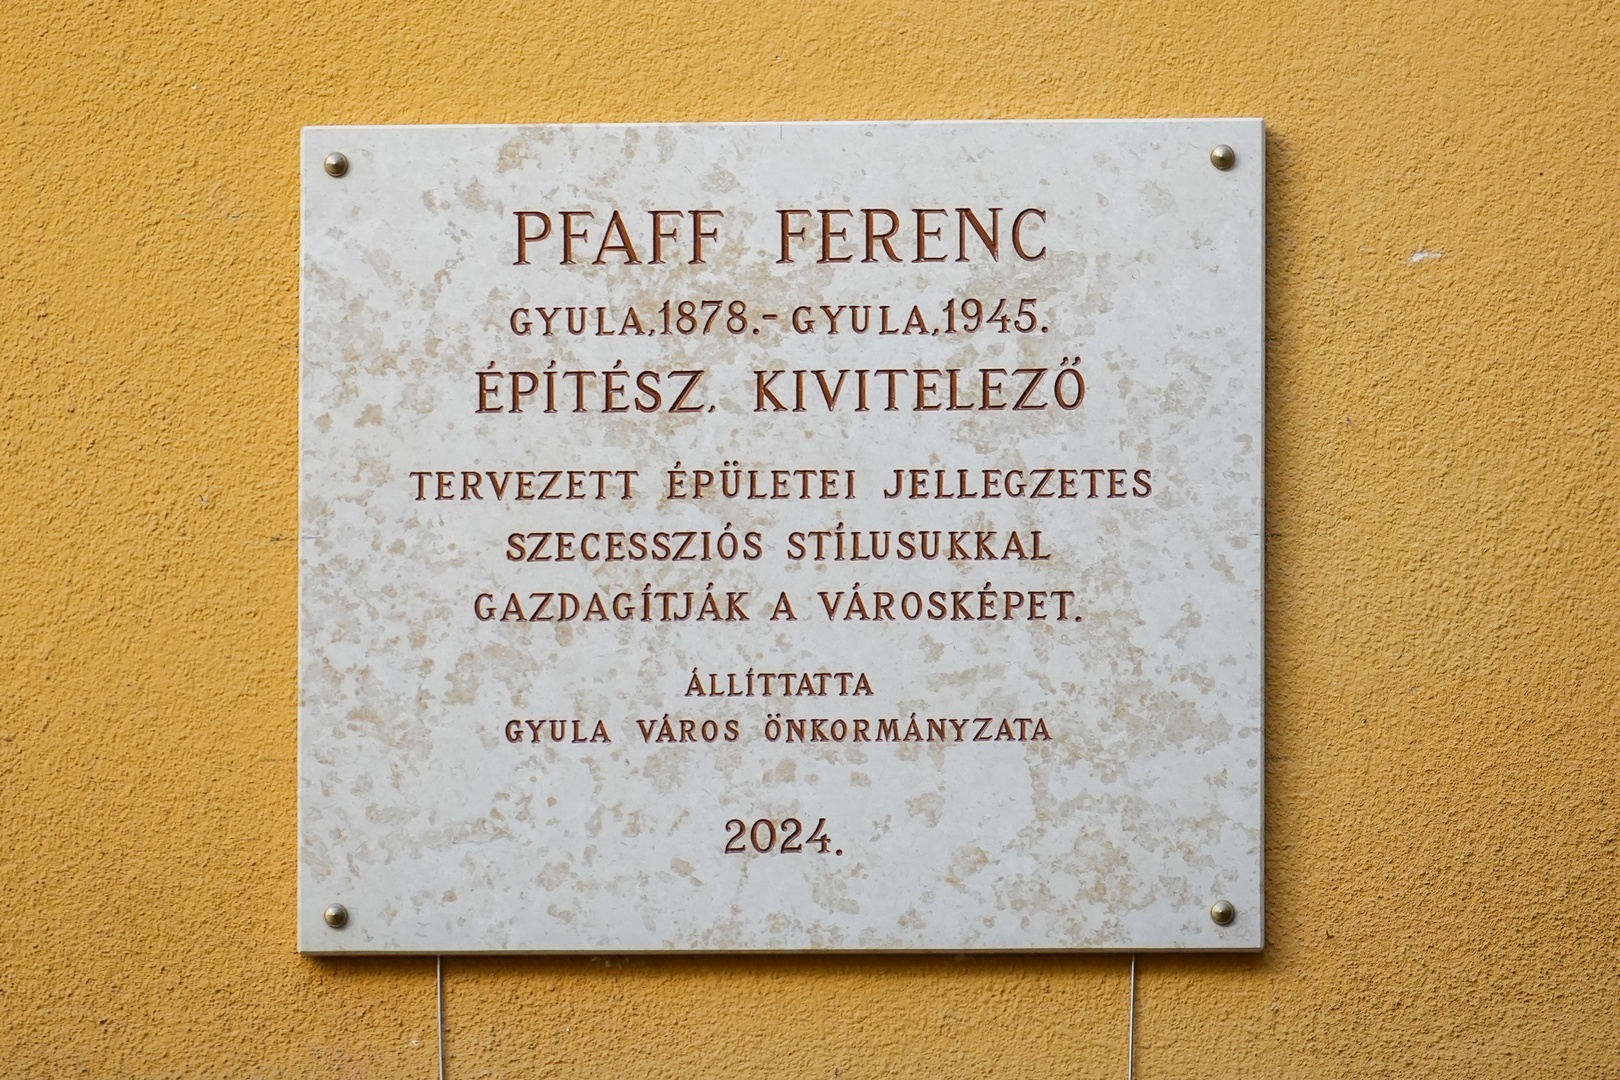 PFAFF FERENC
GYULA,1878.- GYULA,1945.
ÉPÍTÉSZ, KIVITELEZŐ
TERVEZETT ÉPÜLETEI JELLEGZETES
SZECESSZIÓS STÍLUSUKKAL
GAZDAGÍTJÁK A VÁROSKÉPET.
ÁLLÍTTATTA
GYULA VÁROS ÖNKORMÁNYZATA
2024.